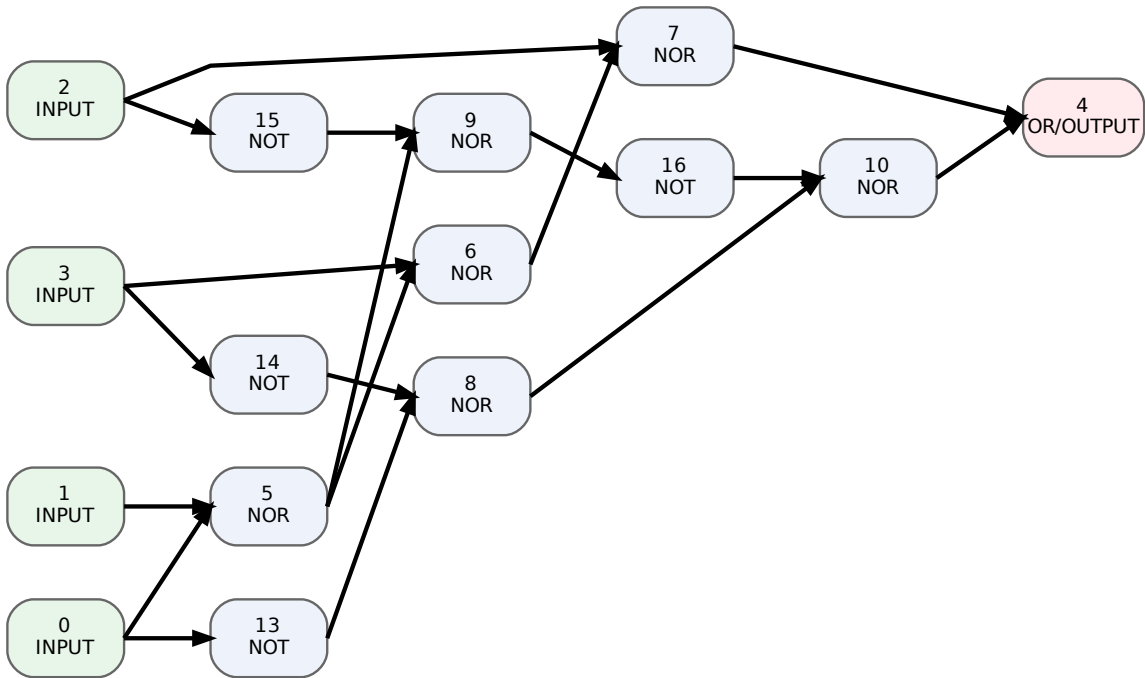 7
NOR
2
INPUT
4
OR/OUTPUT
15
NOT
9
NOR
16
NOT
10
NOR
6
NOR
3
INPUT
14
NOT
8
NOR
1
INPUT
5
NOR
0
INPUT
13
NOT